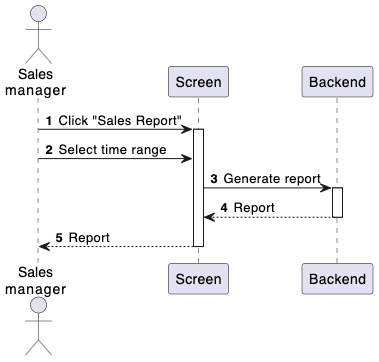 Sales
manager
Screen
Backend
1 Click "Sales Report"
2 Select time range
3 Generate report
4 Report
5 Report
Sales
manager
Screen
Backend